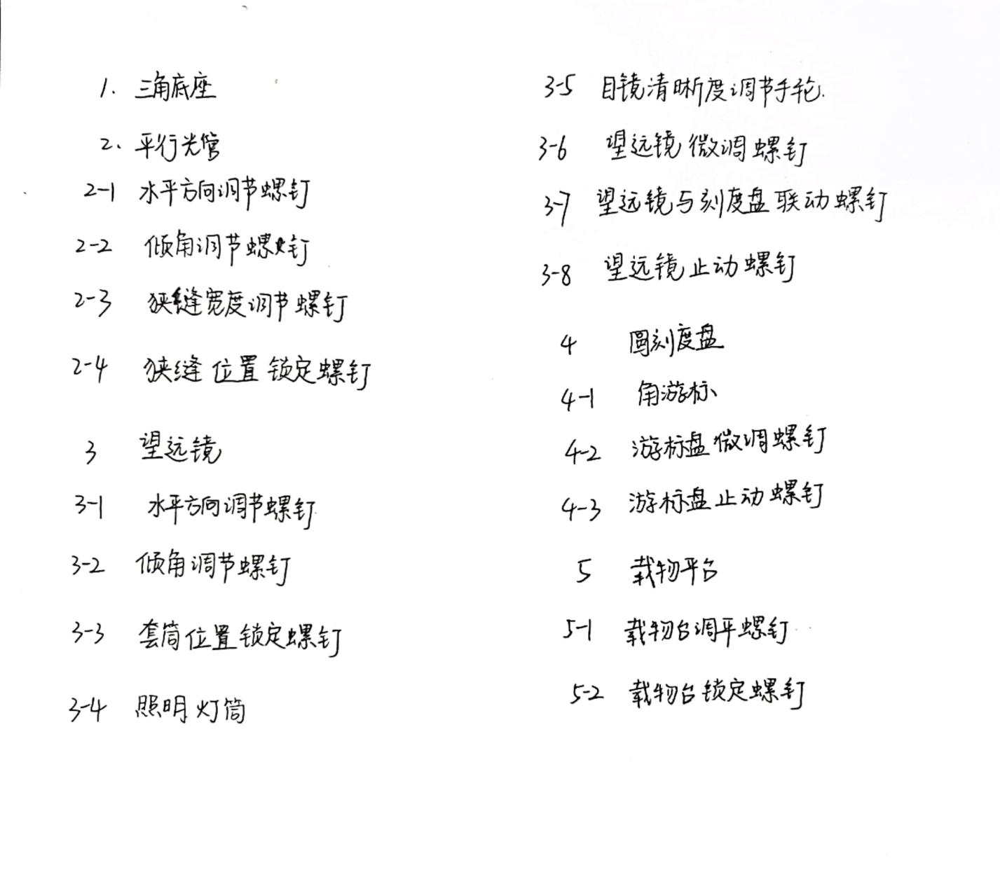 1. 三角底座
2. 平行光管
2-1 水平方向调节螺钉
2-2 倾角调节螺钉
2-3 狭缝宽度调节螺钉
2-4 狭缝位置锁定螺钉
3 望远镜
3-1 水平方向调节螺钉
3-2 倾角调节螺钉
3-3 套筒位置锁定螺钉
3-4 照明灯筒
3-5 目镜清晰度调节手轮.
3-6 望远镜微调螺钉
3-7 望远镜与刻度盘联动螺钉
3-8 望远镜止动螺钉
4 圆刻度盘
4-1 角游标
4-2 游标盘微调螺钉
4-3 游标盘止动螺钉
5 载物平台
5-1 载物台调平螺钉
5-2 载物台锁定螺钉